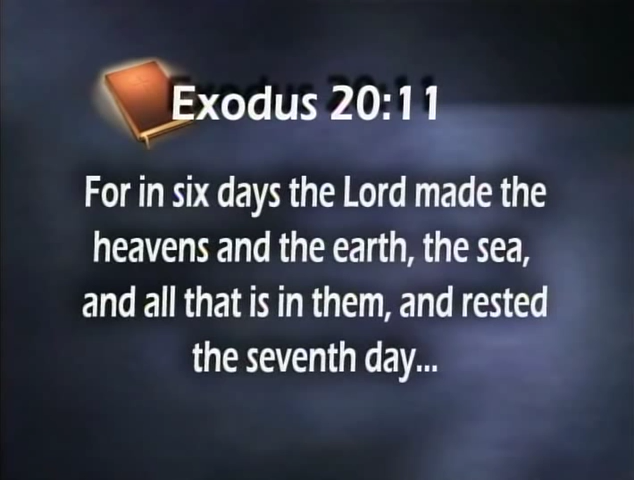 Exodus 20:11
For in six days the Lord made the
heavens and the earth, the sea,
and all that is in them, and rested
the seventh day...